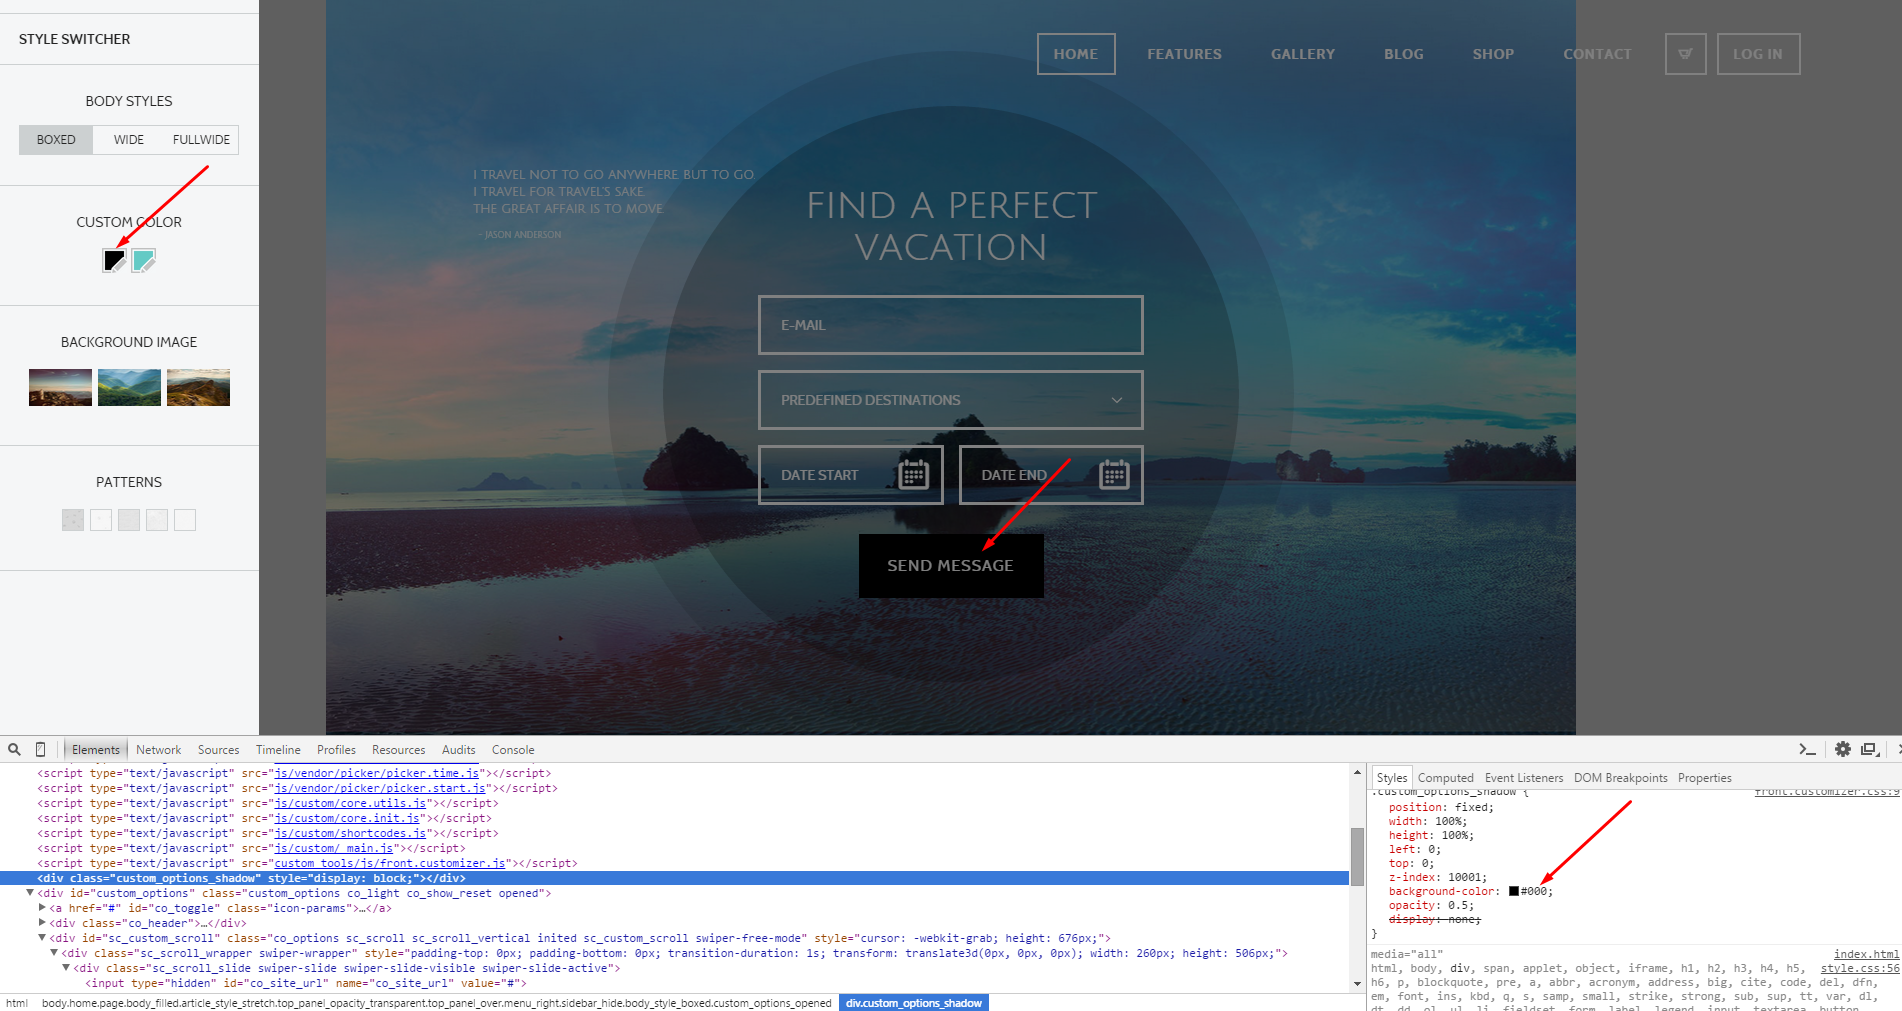 STYLE SWITCHER
BODY STYLES
BOXED WIDE FULLWIDE
CUSTOM COLOR
BACKGROUND IMAGE
PATTERNS
HOME FEATURES GALLERY BLOG SHOP CONTACT LOG IN
I TRAVEL NOT TO GO ANYWHERE, BUT TO GO.
I TRAVEL FOR TRAVEL'S SAKE.
THE GREAT AFFAIR IS TO MOVE.
- JASON ANDERSON
FIND A PERFECT
VACATION
E-MAIL
PREDEFINED DESTINATIONS
DATE START DATE END
SEND MESSAGE
Elements Network Sources Timeline Profiles Resources Audits Console
<script type="text/javascript" src="js/vendor/picker/picker.time.js"></script>
<script type="text/javascript" src="js/vendor/picker/picker.start.js"></script>
<script type="text/javascript" src="js/custom/core.utils.js"></script>
<script type="text/javascript" src="js/custom/core.init.js"></script>
<script type="text/javascript" src="js/custom/shortcodes.js"></script>
<script type="text/javascript" src="js/custom/_main.js"></script>
<script type="text/javascript" src="custom_tools/js/front.customizer.js"></script>
<div class="custom_options_shadow" style="display: block;"></div>
<div id="custom_options" class="custom_options co_light co_show_reset opened">
<a href="#" id="co_toggle" class="icon-params">…</a>
<div class="co_header">…</div>
<div id="sc_custom_scroll" class="co_options sc_scroll sc_scroll_vertical inited sc_custom_scroll swiper-free-mode" style="cursor: -webkit-grab; height: 676px;">
<div class="sc_scroll_wrapper swiper-wrapper" style="padding-top: 0px; padding-bottom: 0px; transition-duration: 1s; transform: translate3d(0px, 0px, 0px); width: 260px; height: 506px;">
<div class="sc_scroll_slide swiper-slide swiper-slide-visible swiper-slide-active">
<input type="hidden" id="co_site_url" name="co_site_url" value="#">
html body.home.page.body_filled.article_style_stretch.top_panel_opacity_transparent.top_panel_over.menu_right.sidebar_hide.body_style_boxed.custom_options_opened div.custom_options_shadow
Styles Computed Event Listeners DOM Breakpoints Properties
.custom_options_shadow { front.customizer.css:9
position: fixed;
width: 100%;
height: 100%;
left: 0;
top: 0;
z-index: 10001;
background-color: #000;
opacity: 0.5;
display: none;
}
media="all" index.html
html, body, div, span, applet, object, iframe, h1, h2, h3, h4, h5, style.css:56
h6, p, blockquote, pre, a, abbr, acronym, address, big, cite, code, del, dfn,
em, font, ins, kbd, q, s, samp, small, strike, strong, sub, sup, tt, var, dl,
dt, dd, ol, ul, li, fieldset, form, label, legend, input, textarea, button,